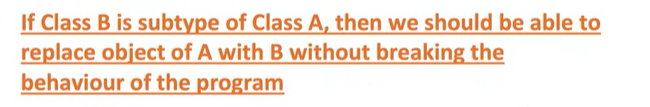 If Class B is subtype of Class A, then we should be able to
replace object of A with B without breaking the
behaviour of the program